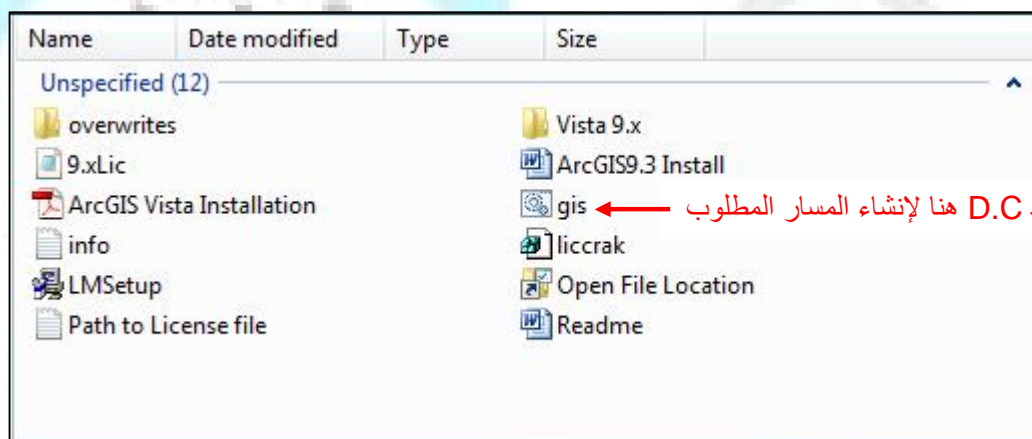 Name Date modified Type Size
Unspecified (12)
overwrites Vista 9.x
9.xLic ArcGIS9.3 Install
ArcGIS Vista Installation gis D.C هنا لإنشاء المسار المطلوب
info liccrak
LMSetup Open File Location
Path to License file Readme